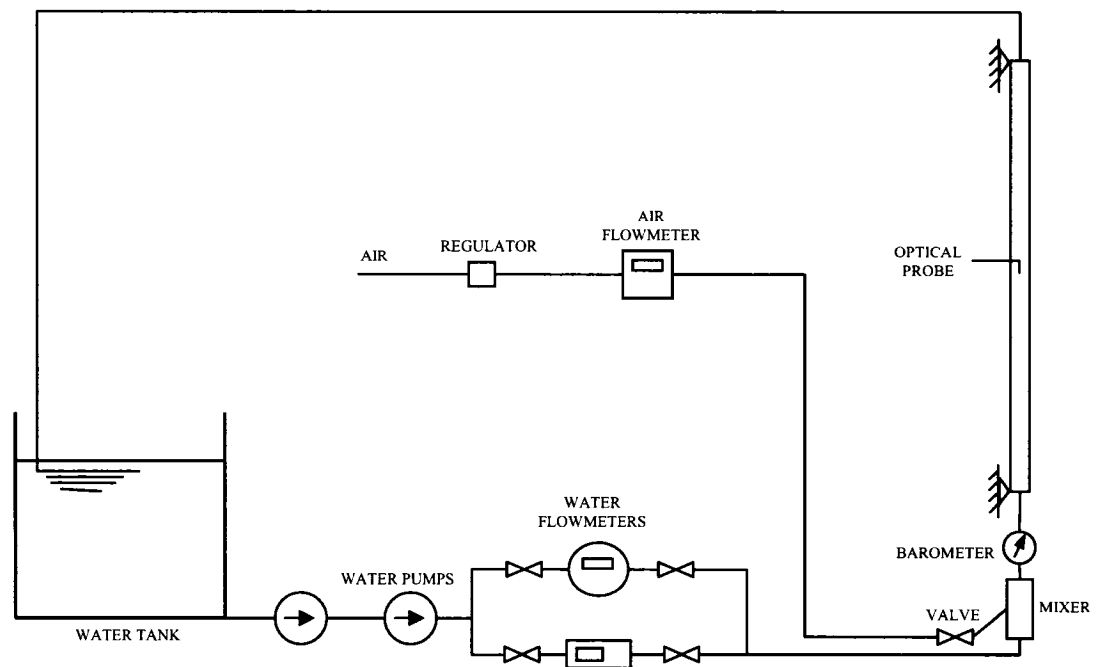 AIR
FLOWMETER
REGULATOR
AIR
OPTICAL
PROBE
WATER
FLOWMETERS
BAROMETER
WATER PUMPS
VALVE
MIXER
WATER TANK